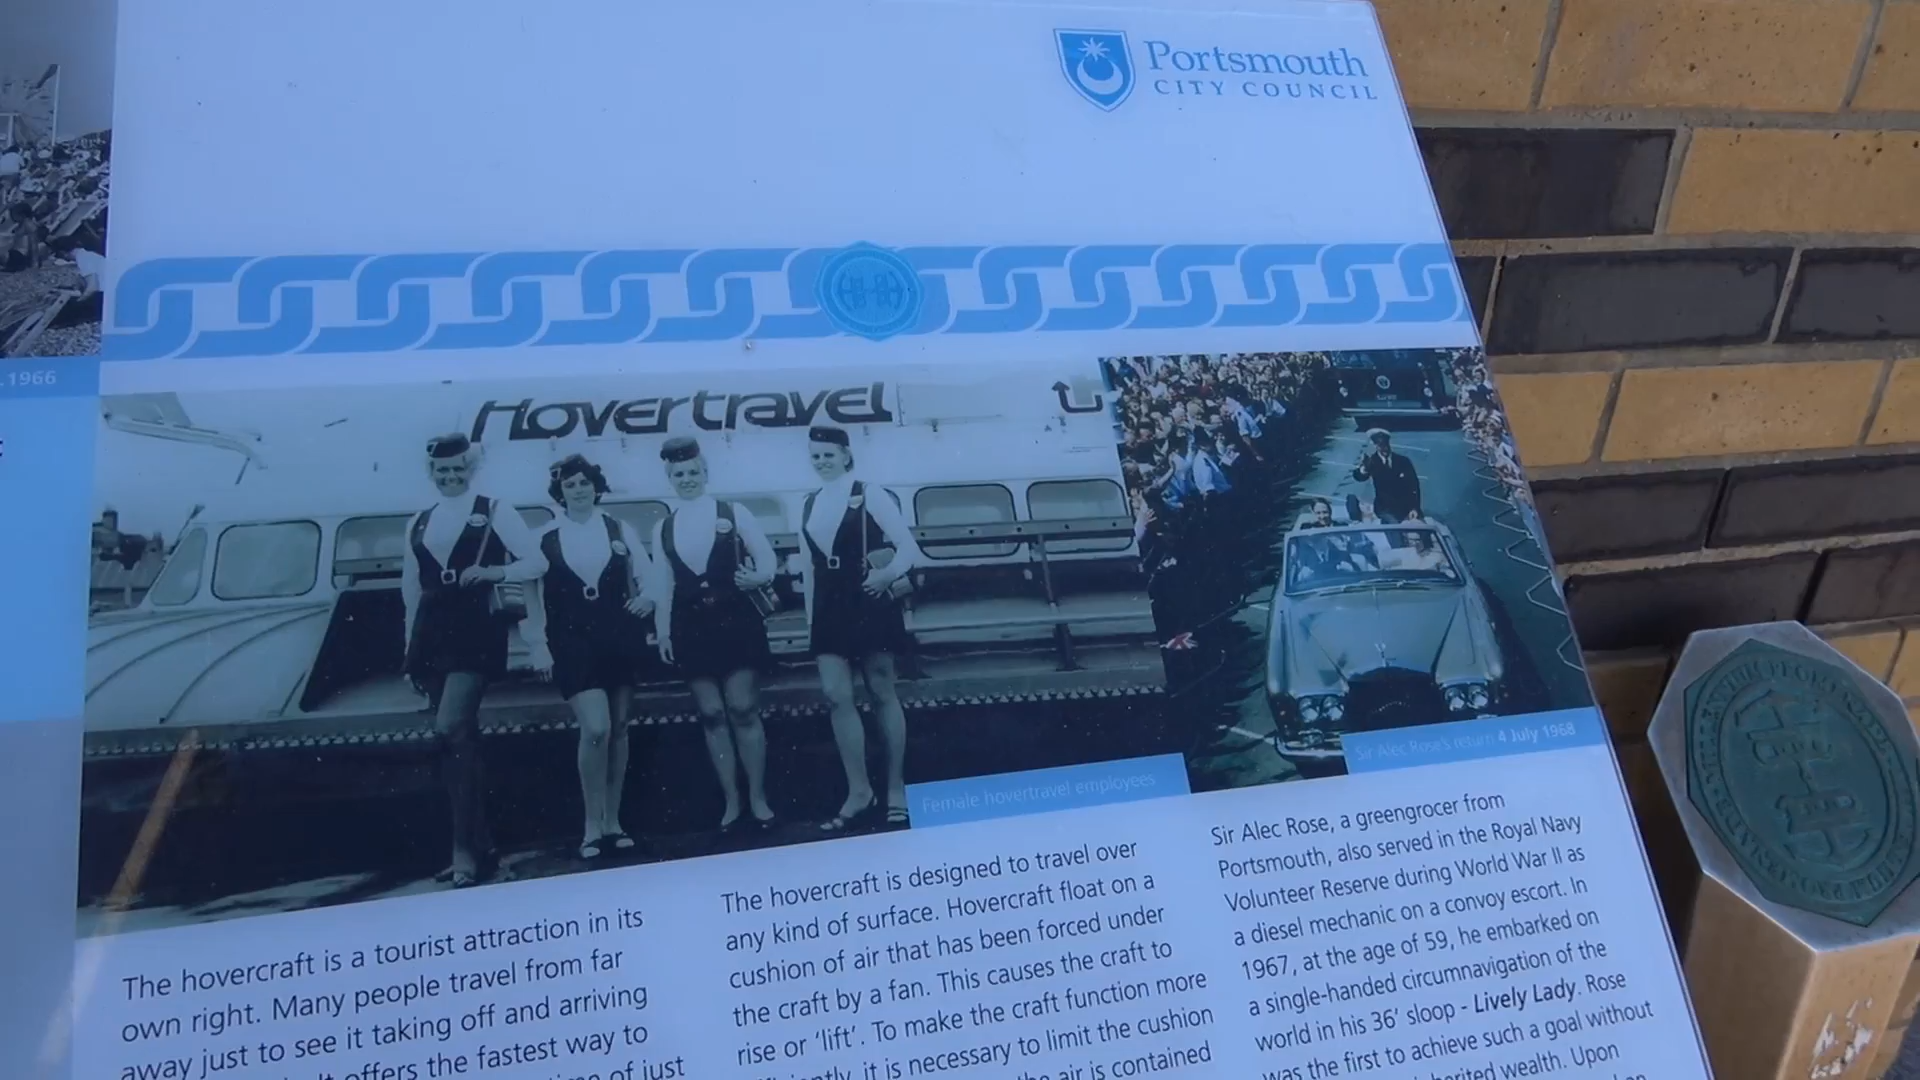 Portsmouth
CITY COUNCIL
. 1966
Hovertravel
Female hovertravel employees
Sir Alec Rose's return 4 July 1968
The hovercraft is a tourist attraction in its
own right. Many people travel from far
away just to see it taking off and arriving
offers the fastest way to
of just
The hovercraft is designed to travel over
any kind of surface. Hovercraft float on a
cushion of air that has been forced under
the craft by a fan. This causes the craft to
rise or 'lift'. To make the craft function more
it is necessary to limit the cushion
air is contained
Sir Alec Rose, a greengrocer from
Portsmouth, also served in the Royal Navy
Volunteer Reserve during World War II as
a diesel mechanic on a convoy escort. In
1967, at the age of 59, he embarked on
a single-handed circumnavigation of the
world in his 36' sloop - Lively Lady. Rose
was the first to achieve such a goal without
wealth. Upon